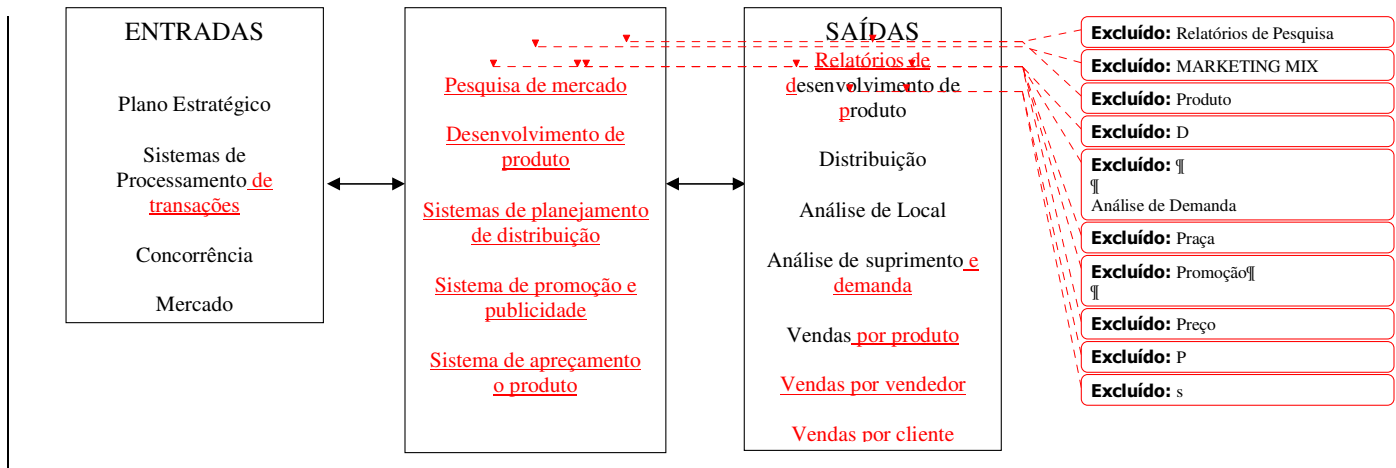 ENTRADAS
Plano Estratégico
Sistemas de
Processamento de
transações
Concorrência
Mercado
Pesquisa de mercado
Desenvolvimento de
produto
Sistemas de planejamento
de distribuição
Sistema de promoção e
publicidade
Sistema de apreçamento
o produto
SAÍDAS
Relatórios de
desenvolvimento de
produto
Distribuição
Análise de Local
Análise de suprimento e
demanda
Vendas por produto
Vendas por vendedor
Vendas por cliente
Excluído: Relatórios de Pesquisa
Excluído: MARKETING MIX
Excluído: Produto
Excluído: D
Excluído: ¶
¶
Análise de Demanda
Excluído: Praça
Excluído: Promoção¶
¶
Excluído: Preço
Excluído: P
Excluído: s